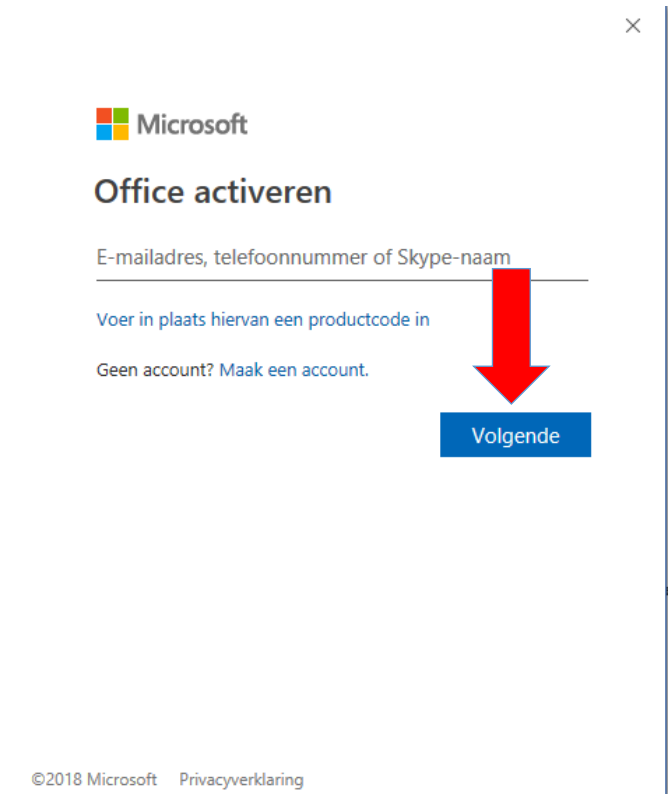 Microsoft
Office activeren
E-mailadres, telefoonnummer of Skype-naam
Voer in plaats hiervan een productcode in
Geen account? Maak een account.
Volgende
©2018 Microsoft Privacyverklaring